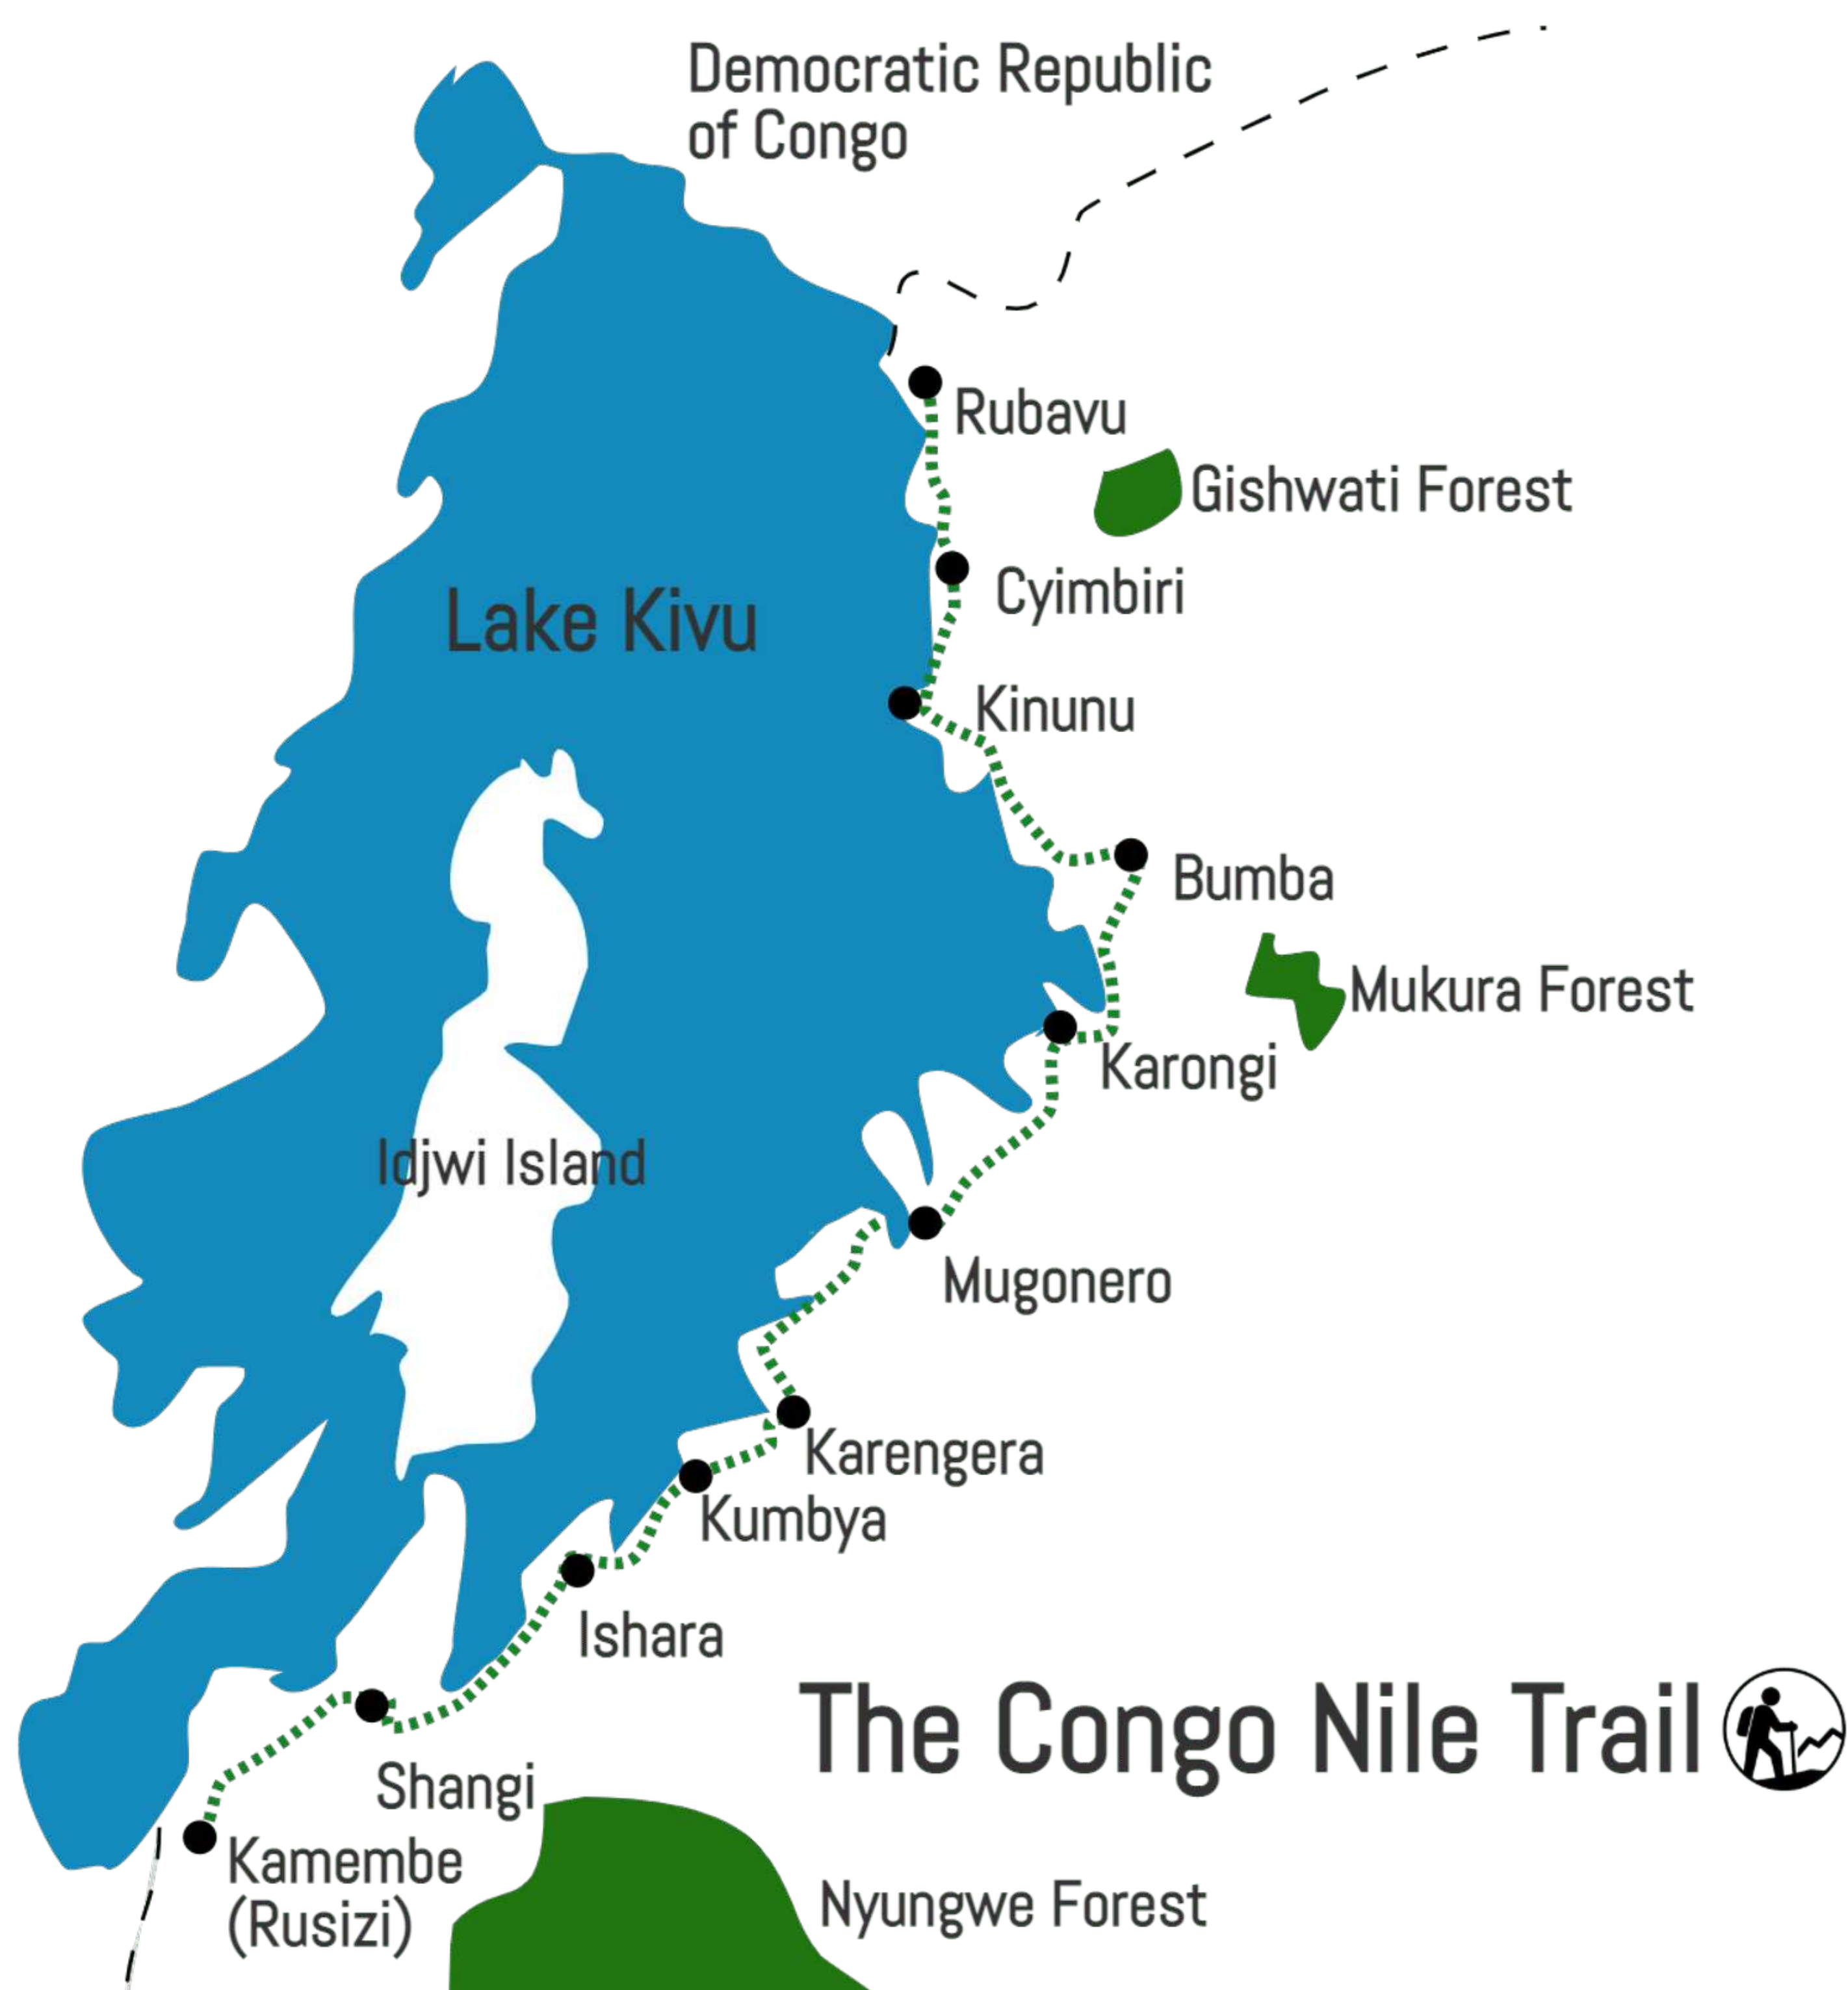 Democratic Republic
of Congo
Rubavu
Gishwati Forest
Cyimbiri
Lake Kivu
Kinunu
Bumba
Mukura Forest
Karongi
Idjwi Island
Mugonero
Karengera
Kumbya
Ishara
The Congo Nile Trail
Shangi
Kamembe
(Rusizi)
Nyungwe Forest